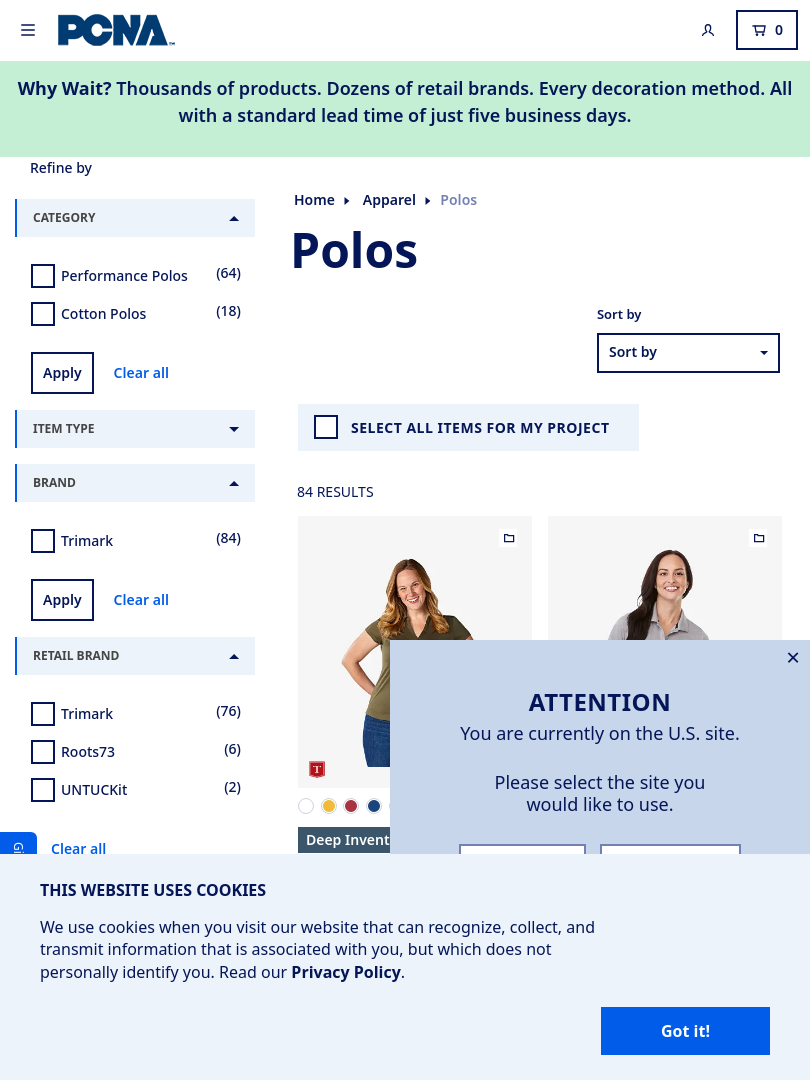 PCNA
0
Why Wait? Thousands of products. Dozens of retail brands. Every decoration method. All
with a standard lead time of just five business days.
Refine by
CATEGORY
Performance Polos (64)
Cotton Polos (18)
Apply Clear all
ITEM TYPE
BRAND
Trimark (84)
Apply Clear all
RETAIL BRAND
Trimark (76)
Roots73 (6)
UNTUCKit (2)
Clear all
Home Apparel Polos
Polos
Sort by
Sort by
SELECT ALL ITEMS FOR MY PROJECT
84 RESULTS
T
Deep Invent
ATTENTION
You are currently on the U.S. site.
Please select the site you
would like to use.
THIS WEBSITE USES COOKIES
We use cookies when you visit our website that can recognize, collect, and
transmit information that is associated with you, but which does not
personally identify you. Read our Privacy Policy.
Got it!